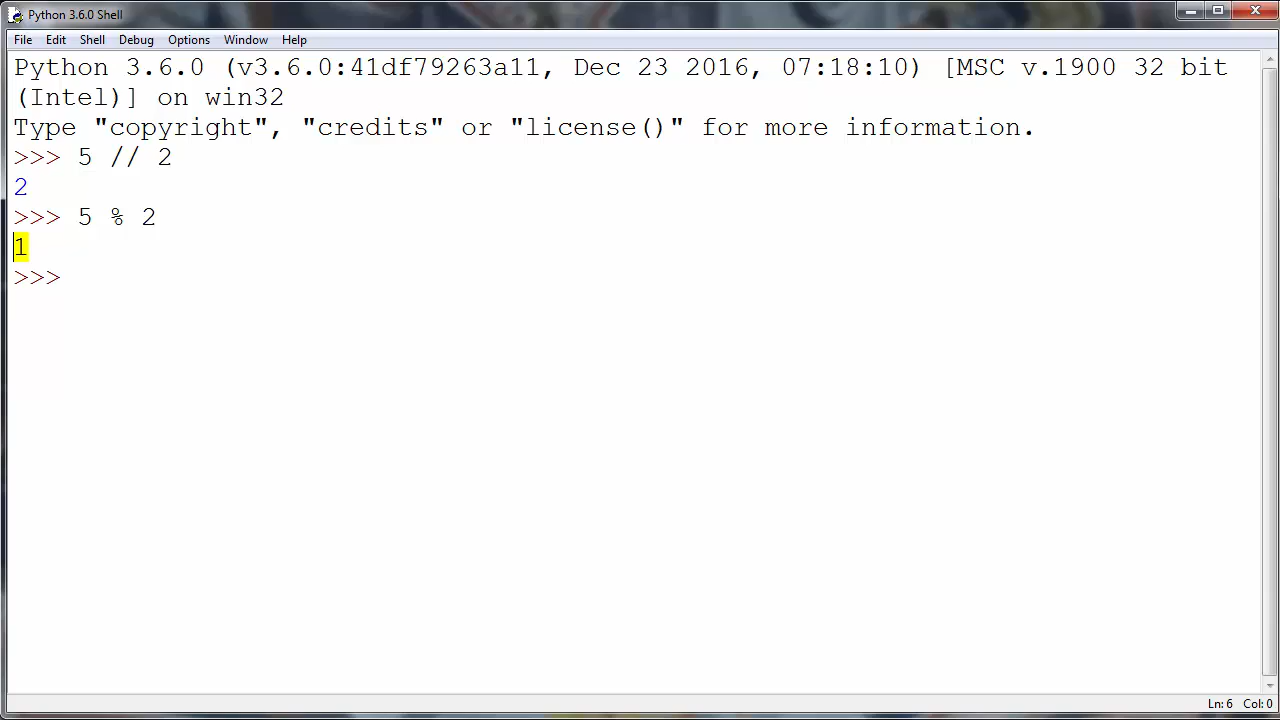 Python 3.6.0 Shell
File Edit Shell Debug Options Window Help
Python 3.6.0 (v3.6.0:41df79263a11, Dec 23 2016, 07:18:10) [MSC v.1900 32 bit
(Intel)] on win32
Type "copyright", "credits" or "license()" for more information.
>>> 5 // 2
2
>>> 5 % 2
1
>>>
Ln: 6 Col: 0